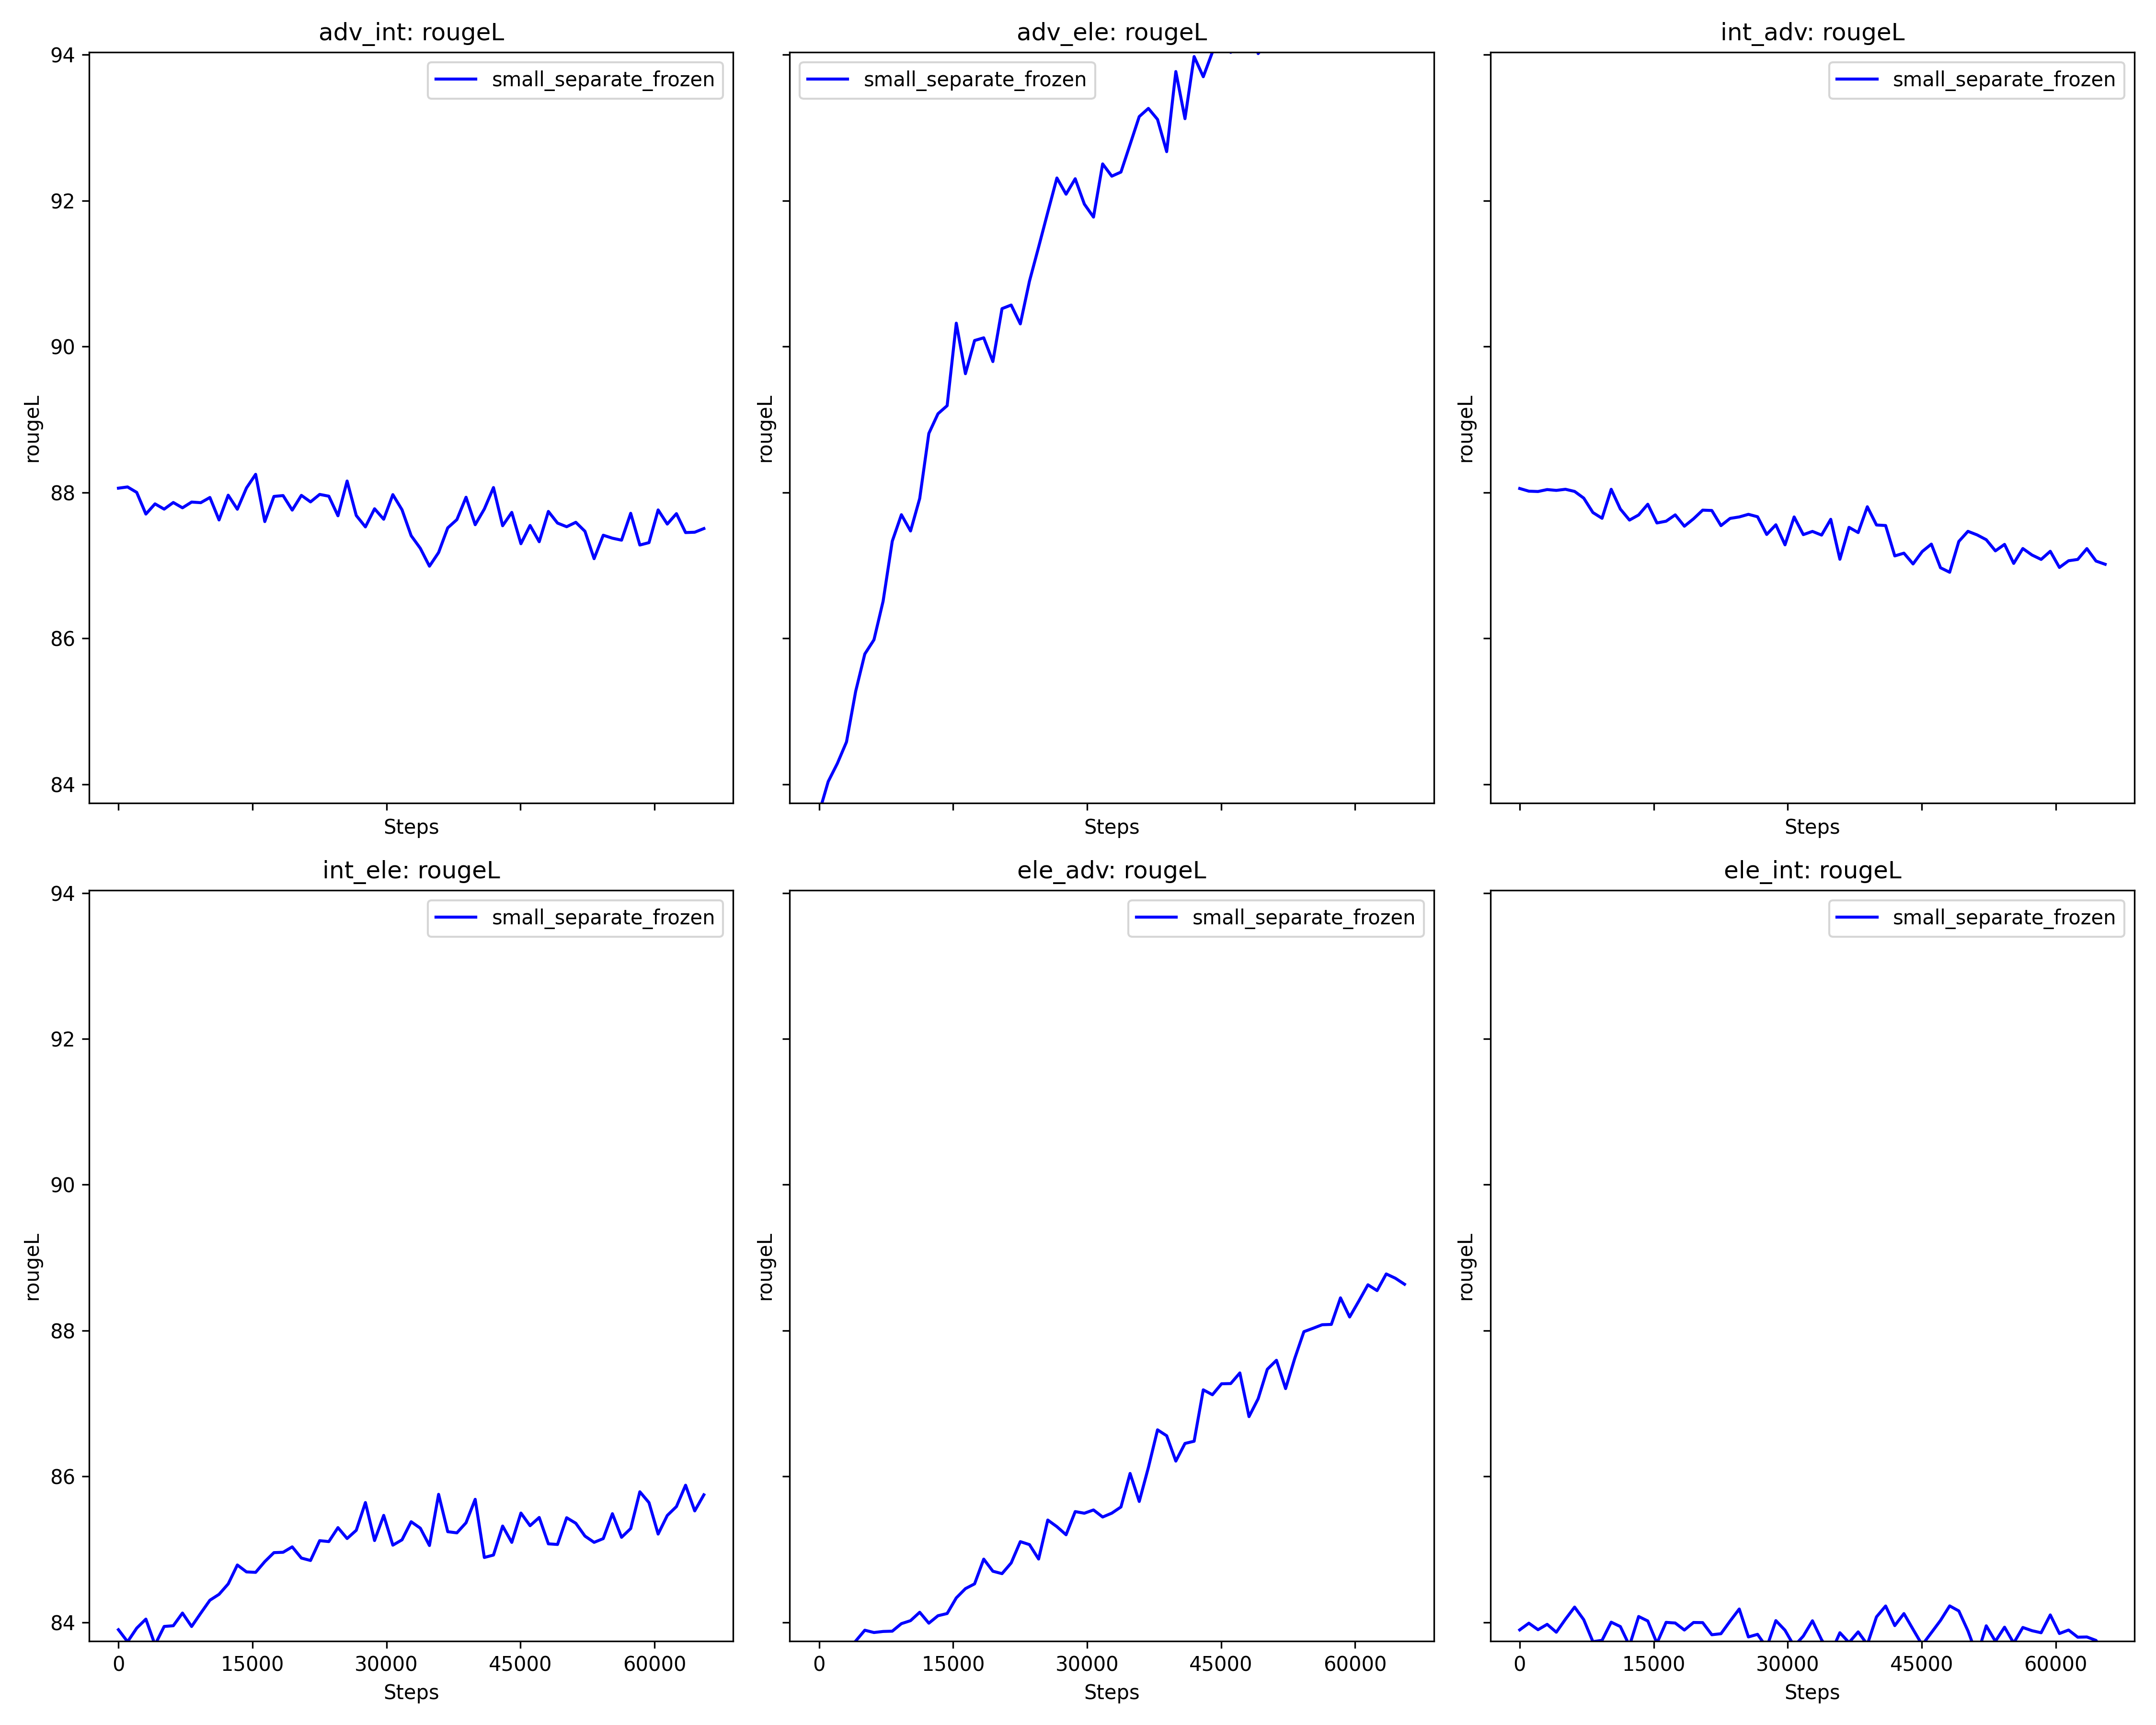 adv_int: rougeL
adv_ele: rougeL
int_adv: rougeL
94
92
90
88
86
84
rougeL
rougeL
rougeL
small_separate_frozen
small_separate_frozen
small_separate_frozen
Steps
Steps
Steps
int_ele: rougeL
ele_adv: rougeL
ele_int: rougeL
94
92
90
88
86
84
rougeL
rougeL
rougeL
small_separate_frozen
small_separate_frozen
small_separate_frozen
0 15000 30000 45000 60000
0 15000 30000 45000 60000
0 15000 30000 45000 60000
Steps
Steps
Steps